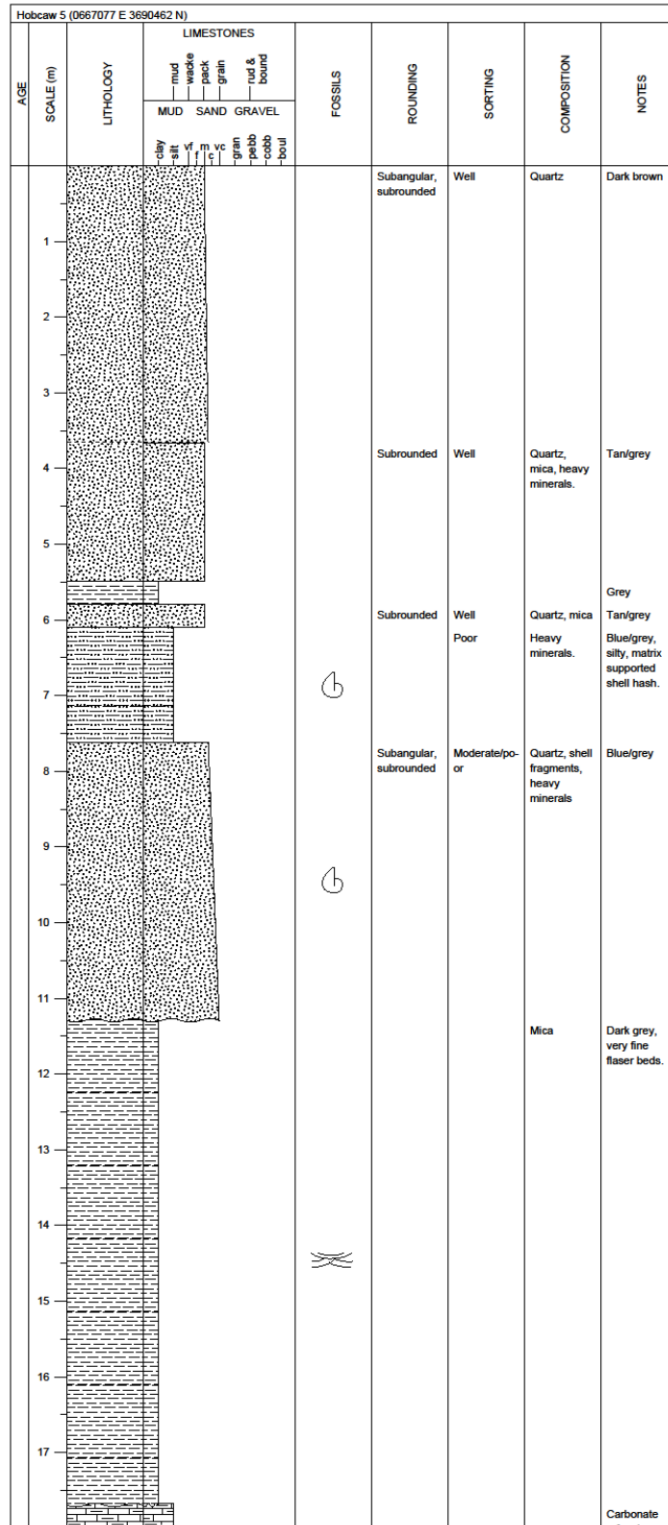 Hobcaw 5 (0667077 E 3690462 N)
AGE
SCALE (m)
LITHOLOGY
LIMESTONES
mud
wacke
pack
grain
rud &
bound
MUD SAND GRAVEL
clay
silt
vf
f
m
c
vc
gran
pebb
cobb
boul
FOSSILS
ROUNDING
SORTING
COMPOSITION
NOTES
Subangular,
subrounded
Well
Quartz
Dark brown
1
2
3
Subrounded
Well
Quartz,
mica, heavy
minerals.
Tan/grey
4
5
Grey
6
Subrounded
Well
Quartz, mica
Tan/grey
Poor
Heavy
minerals.
Blue/grey,
silty, matrix
supported
shell hash.
7
Subangular,
subrounded
Moderate/po-
or
Quartz, shell
fragments,
heavy
minerals
Blue/grey
8
9
10
11
Mica
Dark grey,
very fine
flaser beds.
12
13
14
15
16
17
Carbonate